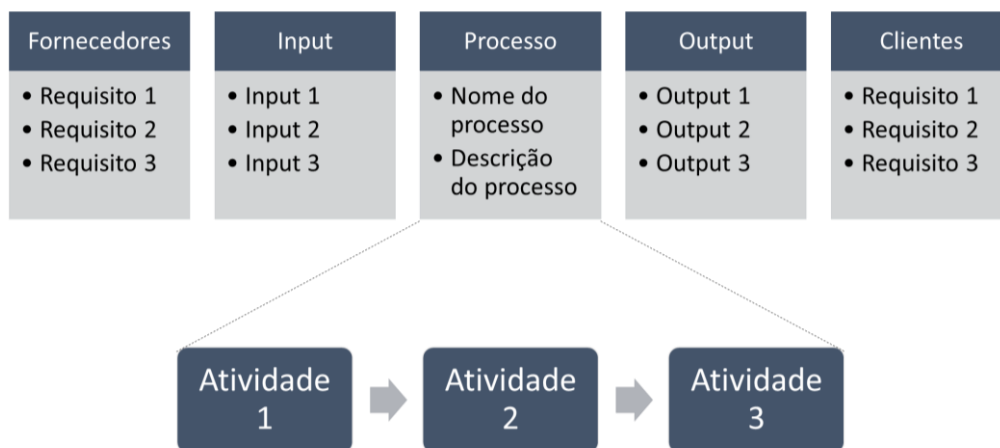 Fornecedores
• Requisito 1
• Requisito 2
• Requisito 3
Input
• Input 1
• Input 2
• Input 3
Processo
• Nome do
processo
• Descrição
do processo
Output
• Output 1
• Output 2
• Output 3
Clientes
• Requisito 1
• Requisito 2
• Requisito 3
Atividade
1
Atividade
2
Atividade
3